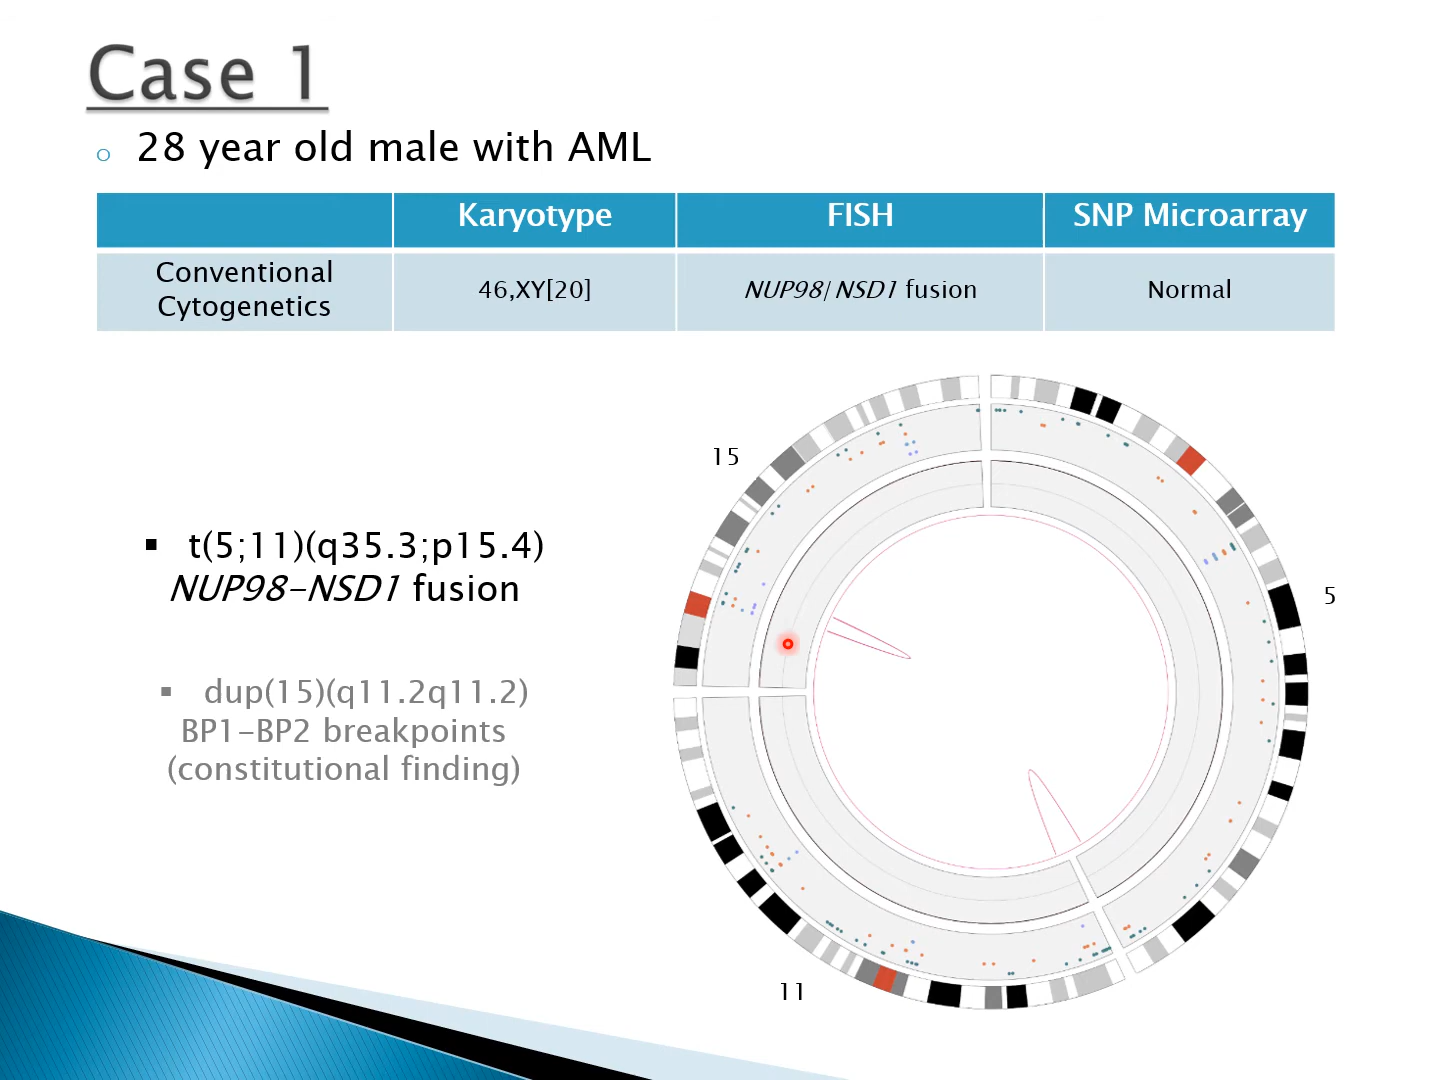 Case 1
o 28 year old male with AML
Karyotype FISH SNP Microarray
Conventional Cytogenetics 46,XY[20] NUP98/NSD1 fusion Normal
▪ t(5;11)(q35.3;p15.4)
NUP98-NSD1 fusion
▪ dup(15)(q11.2q11.2)
BP1-BP2 breakpoints
(constitutional finding)
15
5
11